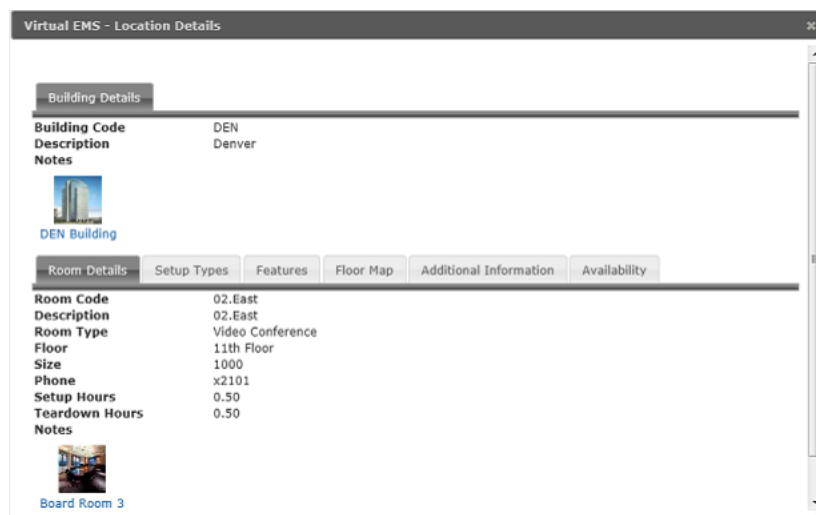 Virtual EMS - Location Details
Building Details
Building Code DEN
Description Denver
Notes
DEN Building
Room Details Setup Types Features Floor Map Additional Information Availability
Room Code 02.East
Description 02.East
Room Type Video Conference
Floor 11th Floor
Size 1000
Phone x2101
Setup Hours 0.50
Teardown Hours 0.50
Notes
Board Room 3